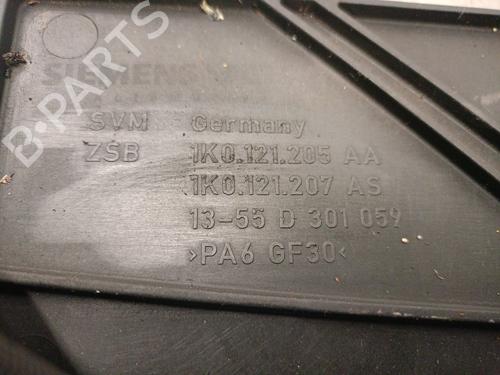 B-PARTS
SIEMENS
SVM Germany
ZSB 1K0.121.205 AA
1K0.121.207 AS
13-55 D 301 059
>PA6 GF30<